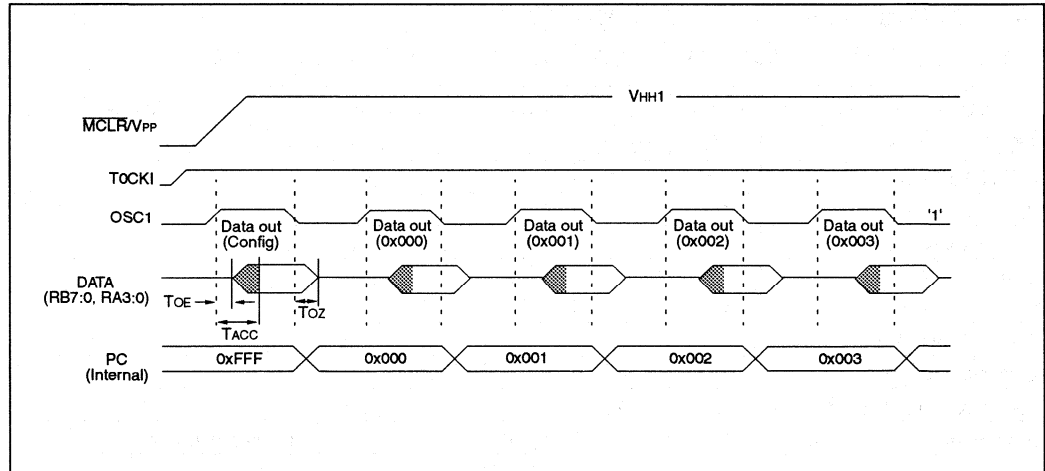 VHH1
MCLR/VPP
T0CKI
OSC1
'1'
Data out
(Config)
Data out
(0x000)
Data out
(0x001)
Data out
(0x002)
Data out
(0x003)
DATA
(RB7:0, RA3:0)
TOE
TOZ
TACC
PC
(Internal)
0xFFF
0x000
0x001
0x002
0x003